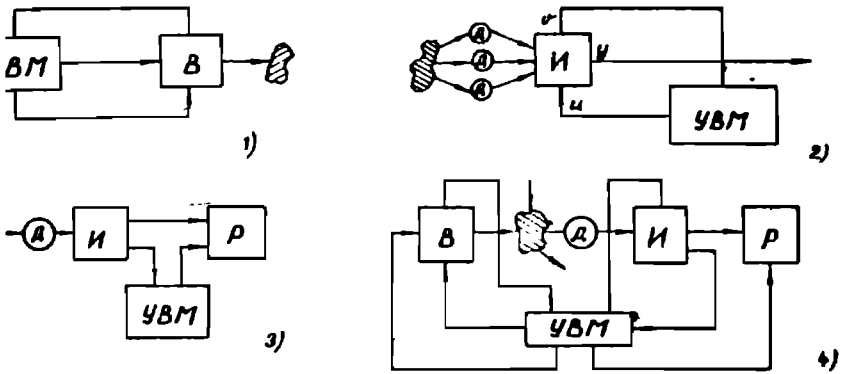 ВМ В
1)
Д
Д
Д
И
v
y
u
УВМ
2)
Д И Р
УВМ
3)
В Д И Р
УВМ
4)